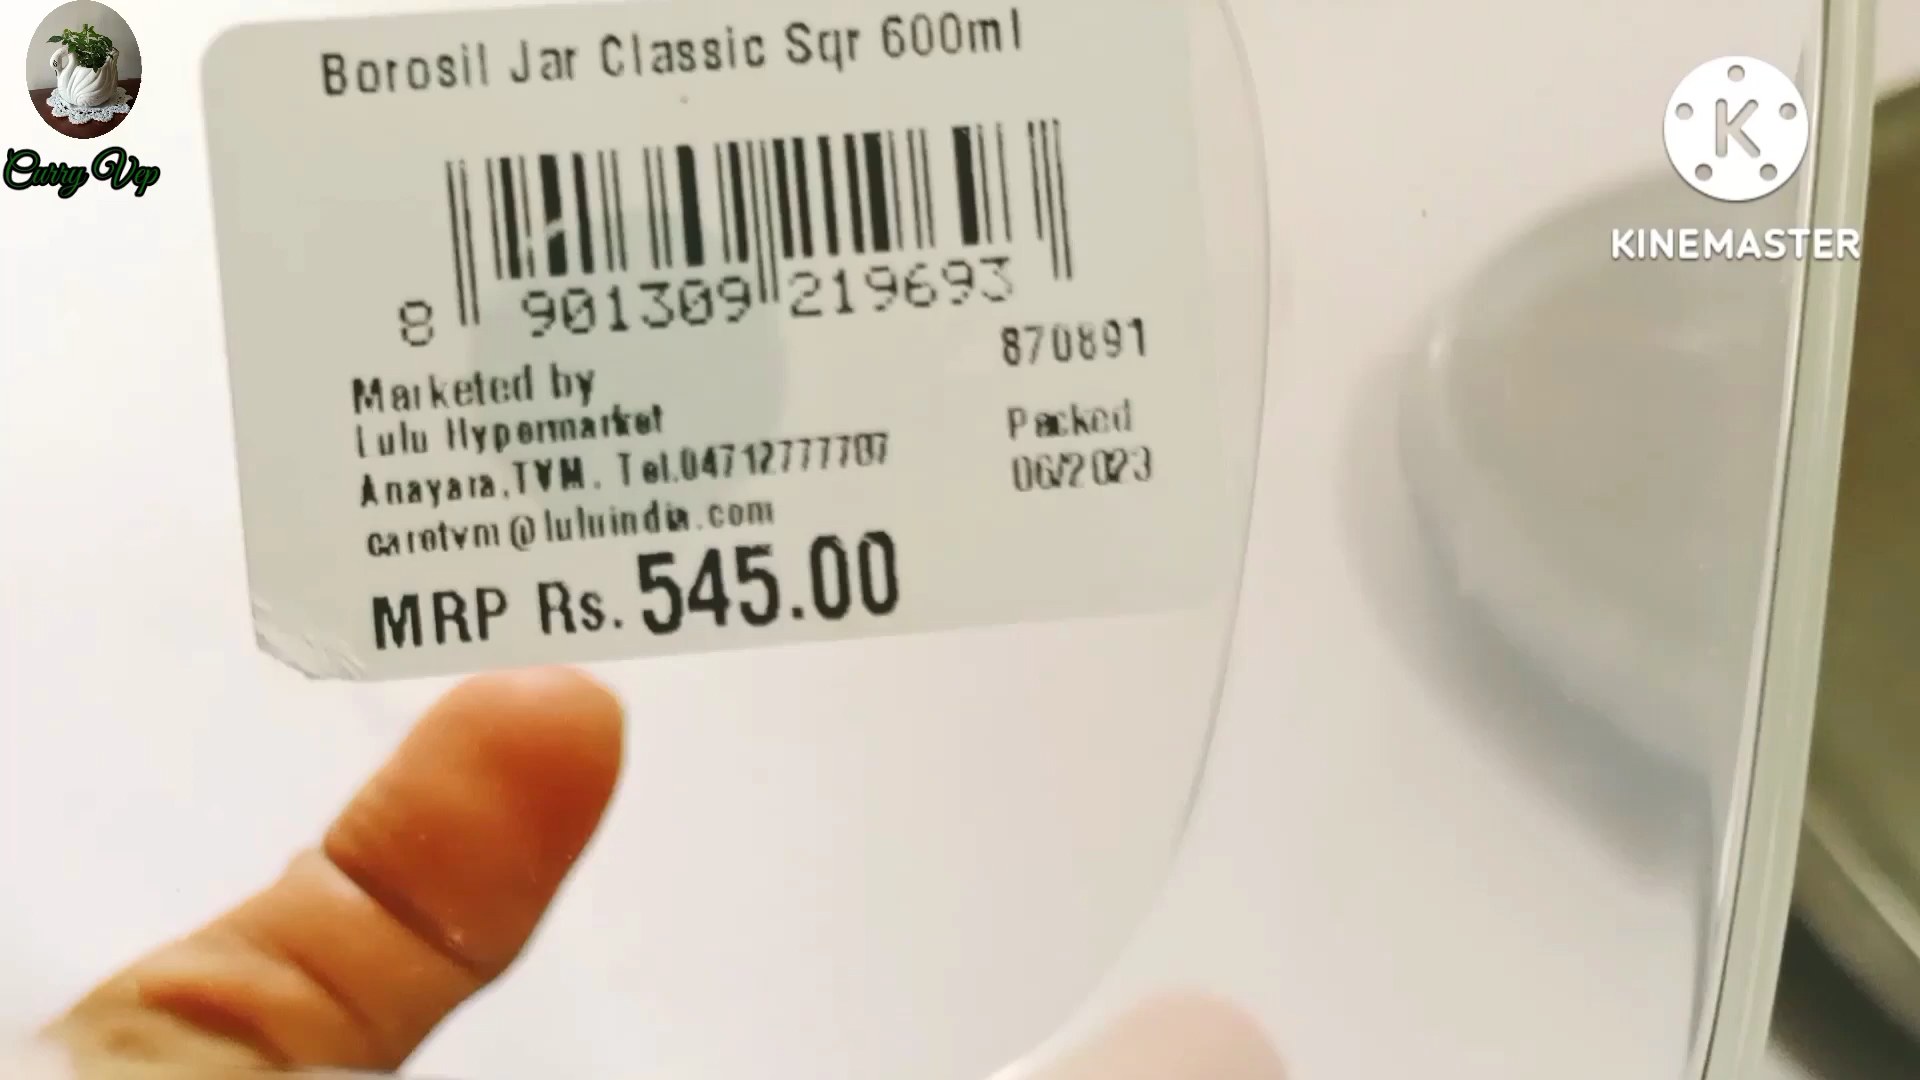 Borosil Jar Classic Sqr 600ml
8 901309 219693
870891
Marketed by
Lulu Hypermarket
Anayara,TVM. Tel.04712777707
Packed
06/2023
carotvm@luluindia.com
MRP Rs. 545.00
Curry Vep
K
KINEMASTER